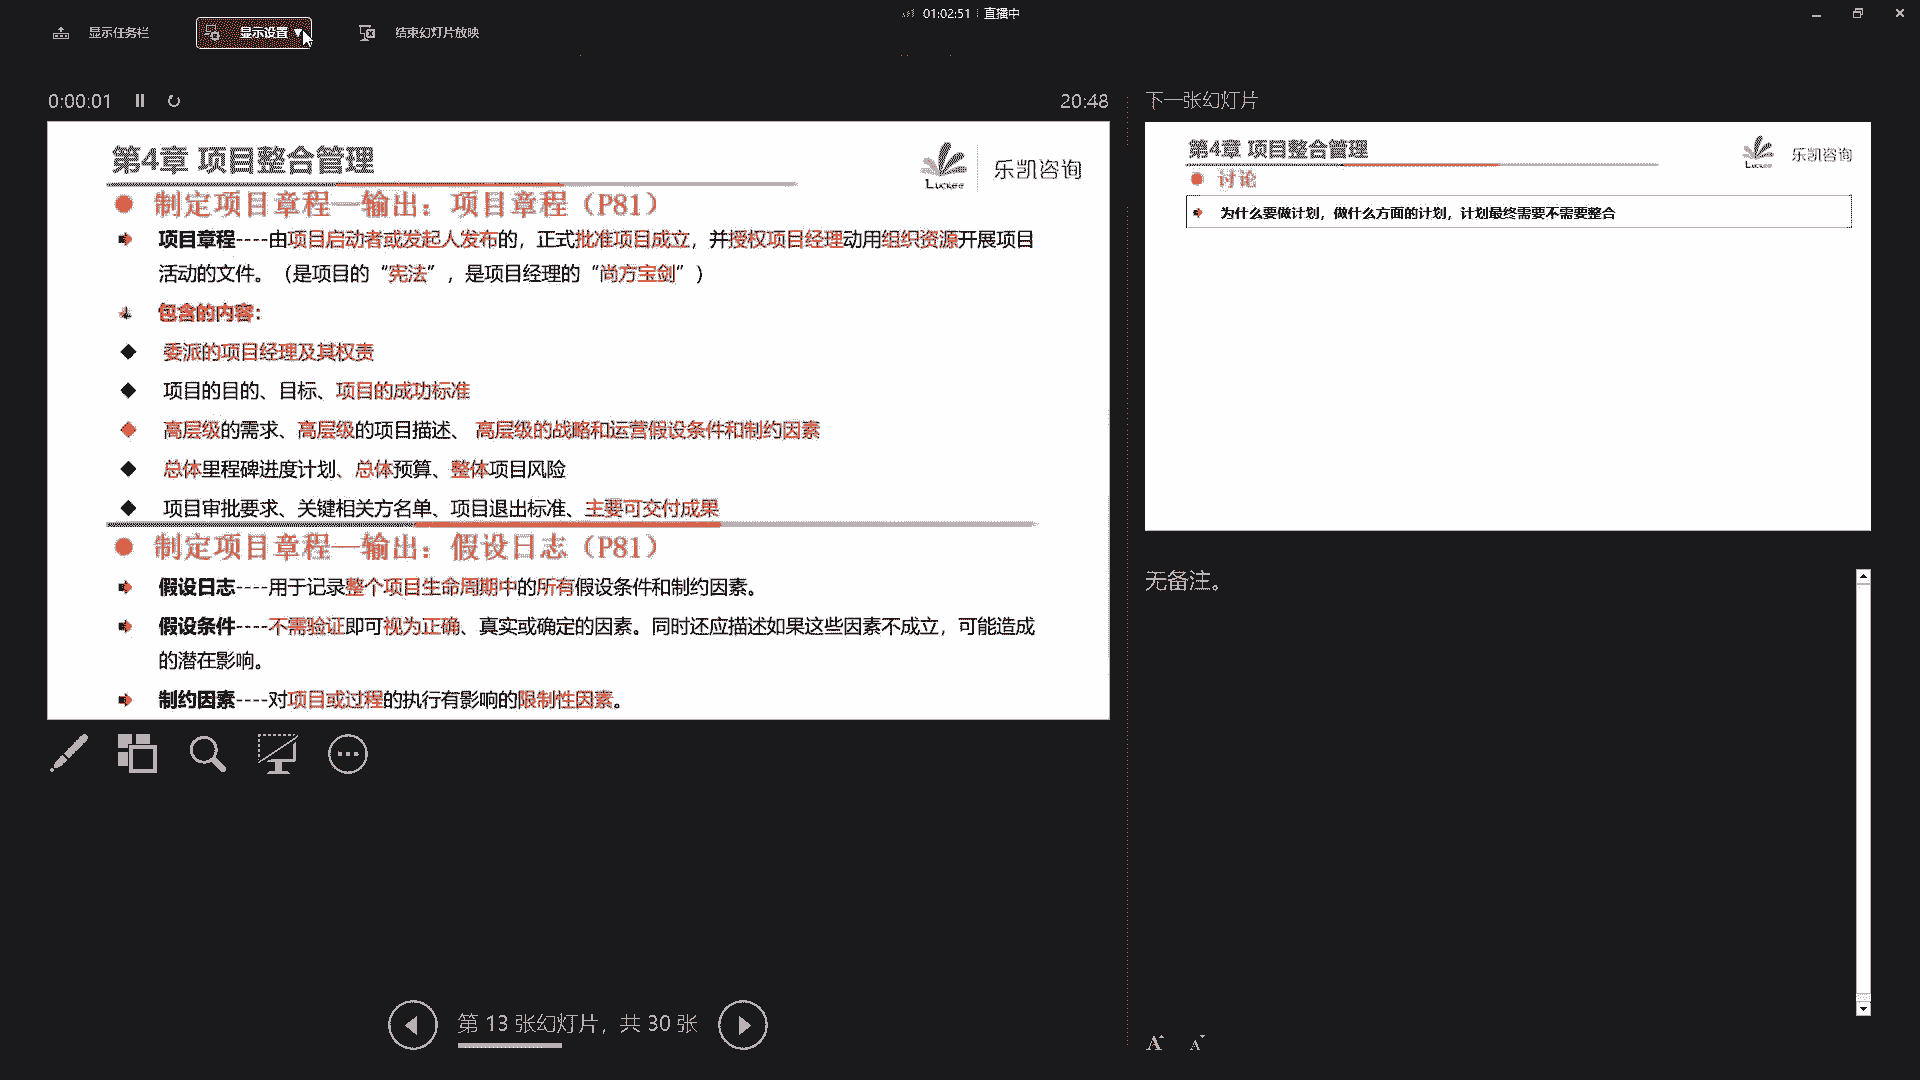 01:02:51 直播中
显示任务栏
显示设置 ▼
结束幻灯片放映
0:00:01
20:48
第4章 项目整合管理
Luckee
乐凯咨询
制定项目章程—输出：项目章程（P81）
项目章程----由项目启动者或发起人发布的，正式批准项目成立，并授权项目经理动用组织资源开展项目
活动的文件。（是项目的“宪法”，是项目经理的“尚方宝剑”）
包含的内容：
委派的项目经理及其权责
项目的目的、目标、项目的成功标准
高层级的需求、高层级的项目描述、 高层级的战略和运营假设条件和制约因素
总体里程碑进度计划、总体预算、整体项目风险
项目审批要求、关键相关方名单、项目退出标准、主要可交付成果
制定项目章程—输出：假设日志（P81）
假设日志----用于记录整个项目生命周期中的所有假设条件和制约因素。
假设条件----不需验证即可视为正确、真实或确定的因素。同时还应描述如果这些因素不成立，可能造成
的潜在影响。
制约因素----对项目或过程的执行有影响的限制性因素。
第 13 张幻灯片，共 30 张
下一张幻灯片
第4章 项目整合管理
Luckee
乐凯咨询
讨论
为什么要做计划，做什么方面的计划，计划最终需要不需要整合
无备注。
A A